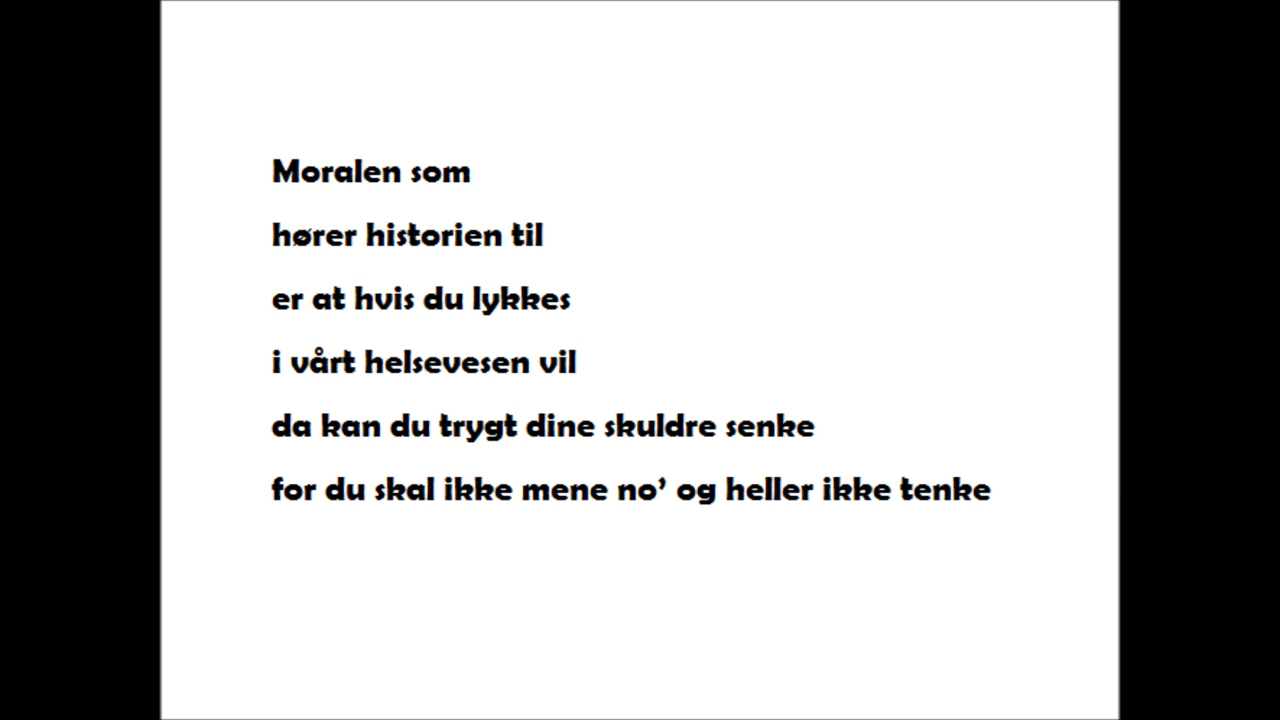 Moralen som
hører historien til
er at hvis du lykkes
i vårt helsevesen vil
da kan du trygt dine skuldre senke
for du skal ikke mene no’ og heller ikke tenke